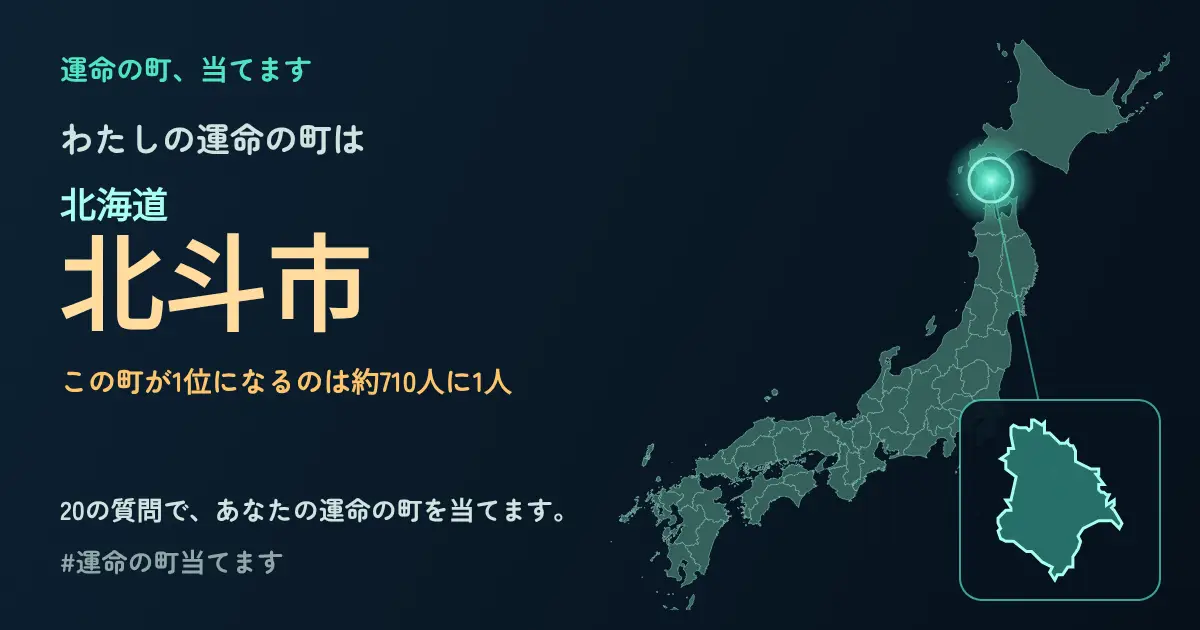 運命の町、当てます
わたしの運命の町は
北海道
北斗市
この町が1位になるのは約710人に1人
20の質問で、あなたの運命の町を当てます。
#運命の町当てます